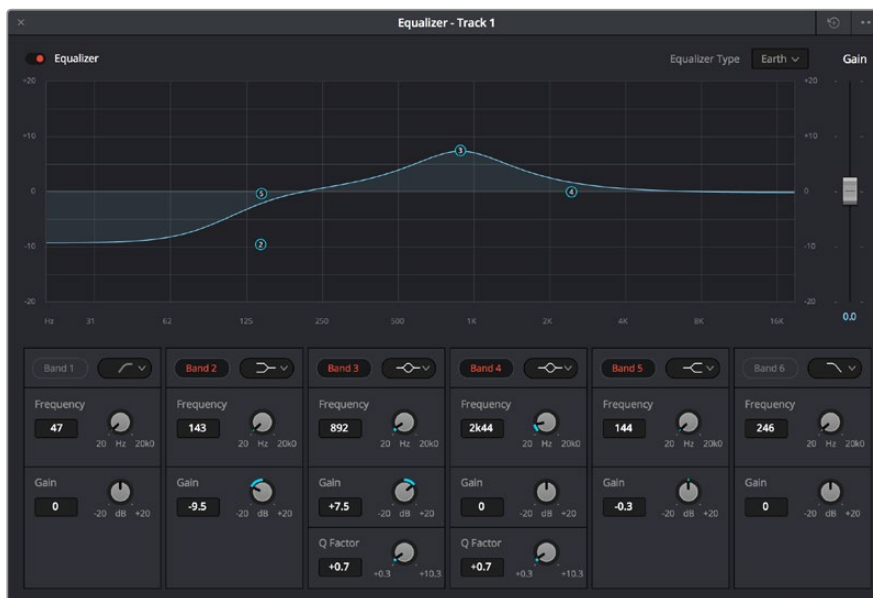 Equalizer - Track 1
Equalizer
Equalizer Type Earth Gain
+20 +20
+10 +10
0 0
-10 -10
-20 -20
Hz 31 62 125 250 500 1K 2K 4K 8K 16K
0.0
5 3 4
2
Band 1 Band 2 Band 3 Band 4 Band 5 Band 6
Frequency Frequency Frequency Frequency Frequency Frequency
47 143 892 2k44 144 246
20 Hz 20k0 20 Hz 20k0 20 Hz 20k0 20 Hz 20k0 20 Hz 20k0 20 Hz 20k0
Gain Gain Gain Gain Gain Gain
0 -9.5 +7.5 0 -0.3 0
-20 dB +20 -20 dB +20 -20 dB +20 -20 dB +20 -20 dB +20 -20 dB +20
Q Factor Q Factor
+0.7 +0.7
+0.3 +10.3 +0.3 +10.3